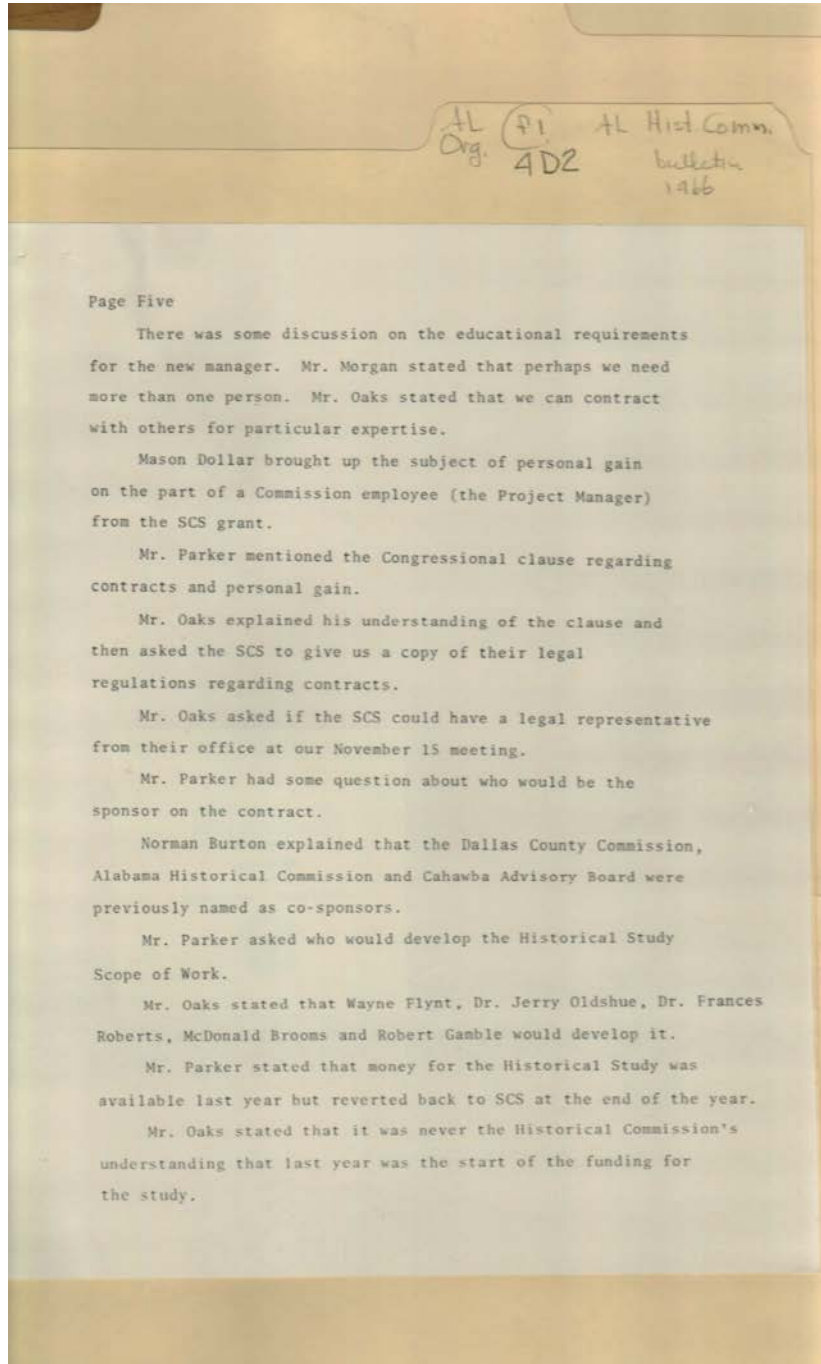 AL P1 AL Hist. Comm.
Org. 4D2 bulletin
1966
Page Five
There was some discussion on the educational requirements
for the new manager. Mr. Morgan stated that perhaps we need
more than one person. Mr. Oaks stated that we can contract
with others for particular expertise.
Mason Dollar brought up the subject of personal gain
on the part of a Commission employee (the Project Manager)
from the SCS grant.
Mr. Parker mentioned the Congressional clause regarding
contracts and personal gain.
Mr. Oaks explained his understanding of the clause and
then asked the SCS to give us a copy of their legal
regulations regarding contracts.
Mr. Oaks asked if the SCS could have a legal representative
from their office at our November 15 meeting.
Mr. Parker had some question about who would be the
sponsor on the contract.
Norman Burton explained that the Dallas County Commission,
Alabama Historical Commission and Cahawba Advisory Board were
previously named as co-sponsors.
Mr. Parker asked who would develop the Historical Study
Scope of Work.
Mr. Oaks stated that Wayne Flynt, Dr. Jerry Oldshue, Dr. Frances
Roberts, McDonald Brooms and Robert Gamble would develop it.
Mr. Parker stated that money for the Historical Study was
available last year but reverted back to SCS at the end of the year.
Mr. Oaks stated that it was never the Historical Commission's
understanding that last year was the start of the funding for
the study.